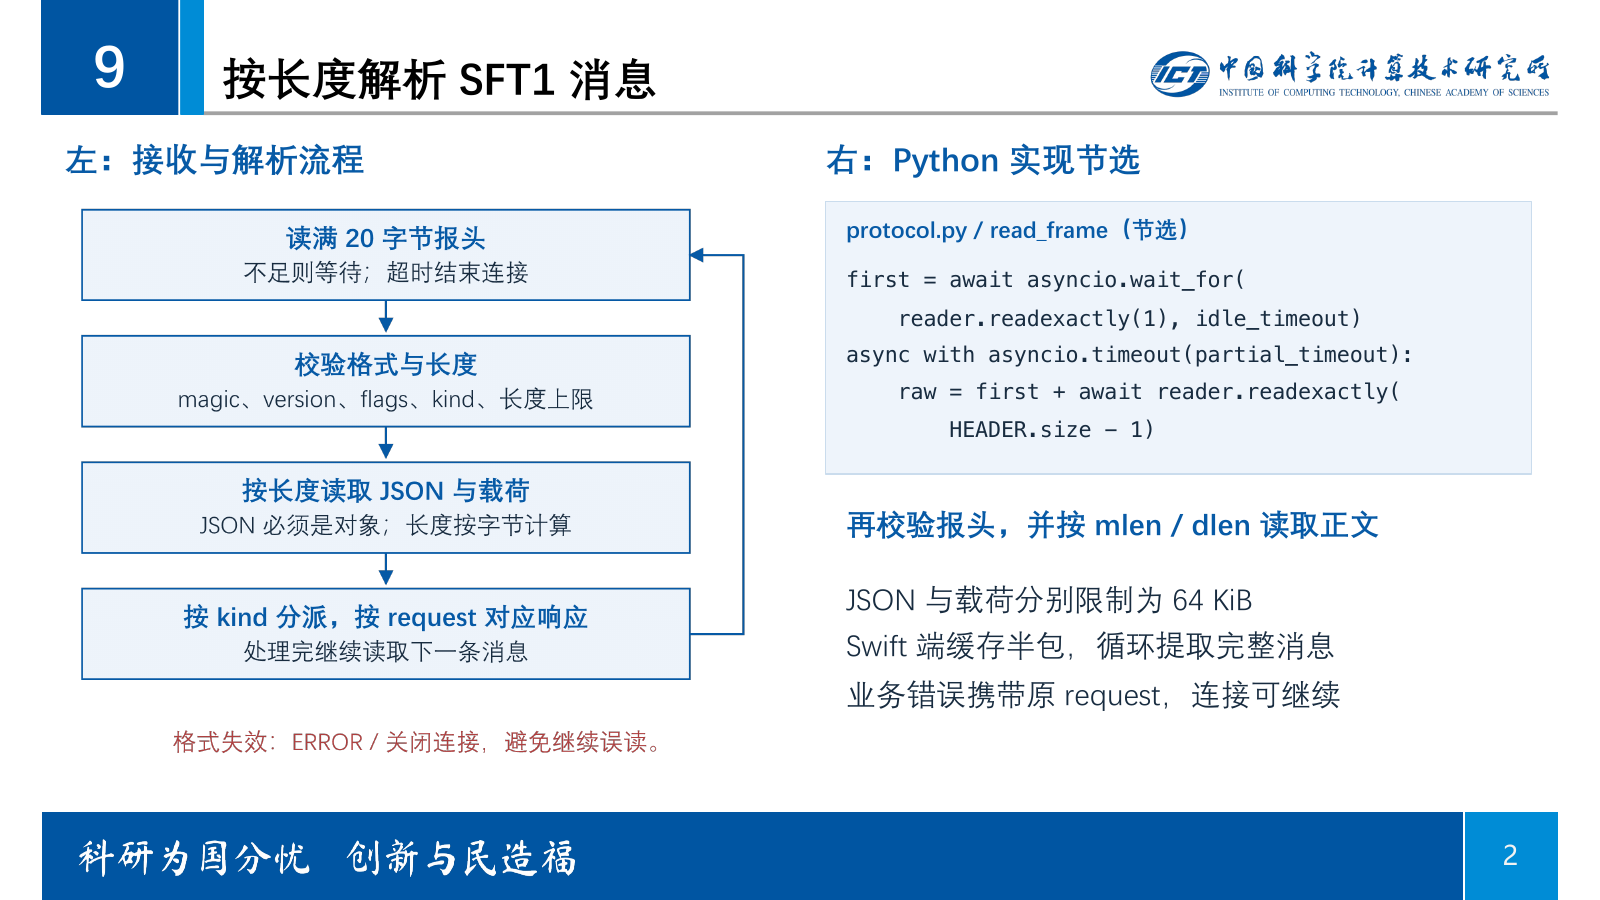 9
按长度解析 SFT1 消息
ICT
中国科学院计算技术研究所
INSTITUTE OF COMPUTING TECHNOLOGY, CHINESE ACADEMY OF SCIENCES
左：接收与解析流程
读满 20 字节报头
不足则等待；超时结束连接
校验格式与长度
magic、version、flags、kind、长度上限
按长度读取 JSON 与载荷
JSON 必须是对象；长度按字节计算
按 kind 分派，按 request 对应响应
处理完继续读取下一条消息
格式失效：ERROR / 关闭连接，避免继续误读。
右：Python 实现节选
protocol.py / read_frame（节选）
first = await asyncio.wait_for(
    reader.readexactly(1), idle_timeout)
async with asyncio.timeout(partial_timeout):
    raw = first + await reader.readexactly(
        HEADER.size − 1)
再校验报头，并按 mlen / dlen 读取正文
JSON 与载荷分别限制为 64 KiB
Swift 端缓存半包，循环提取完整消息
业务错误携带原 request，连接可继续
科研为国分忧 创新与民造福
2